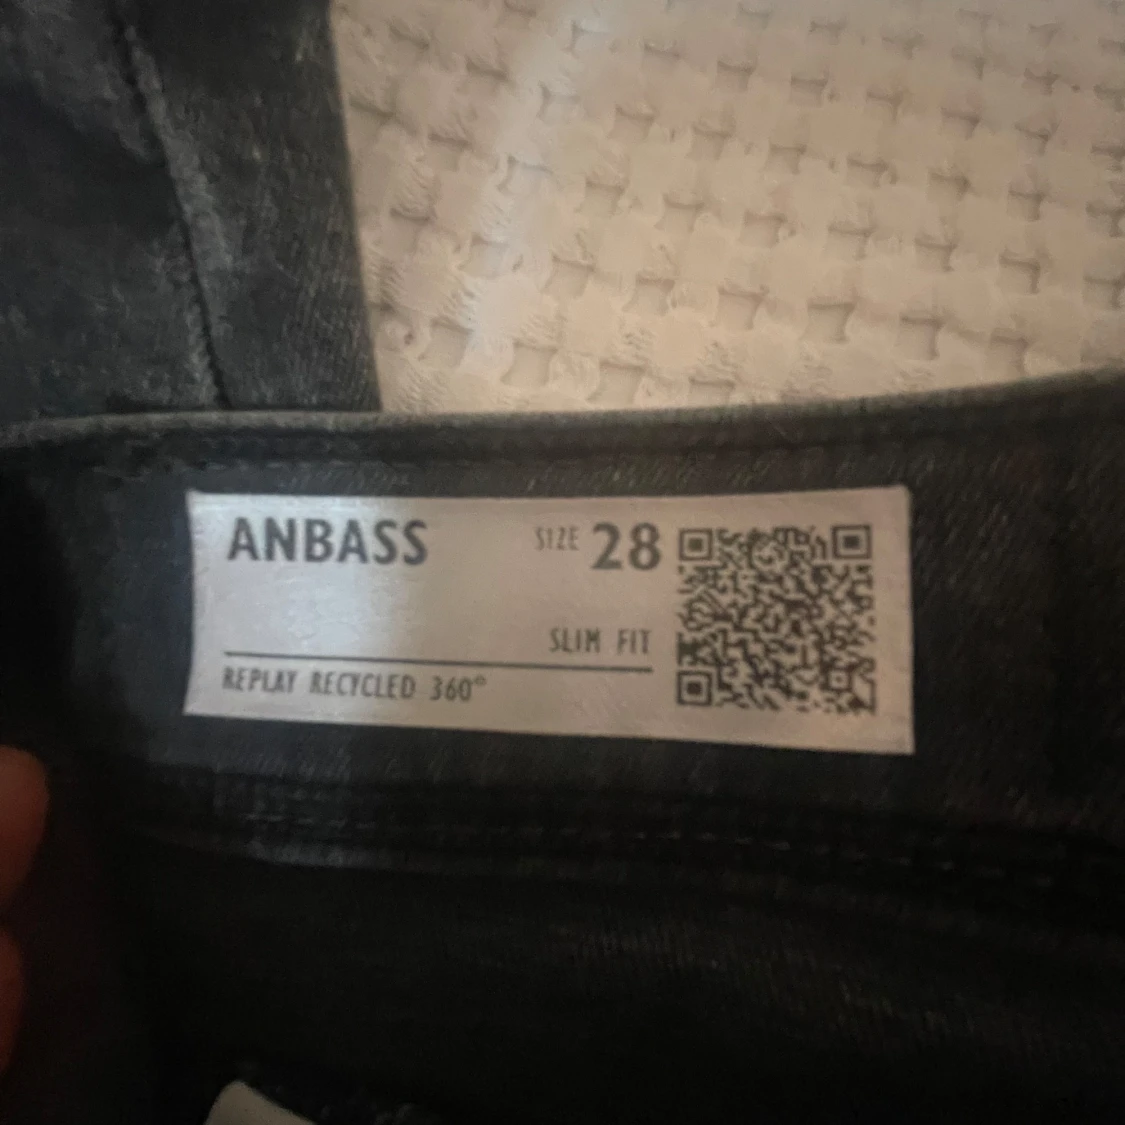 ANBASS SIZE 28
SLIM FIT
REPLAY RECYCLED 360°